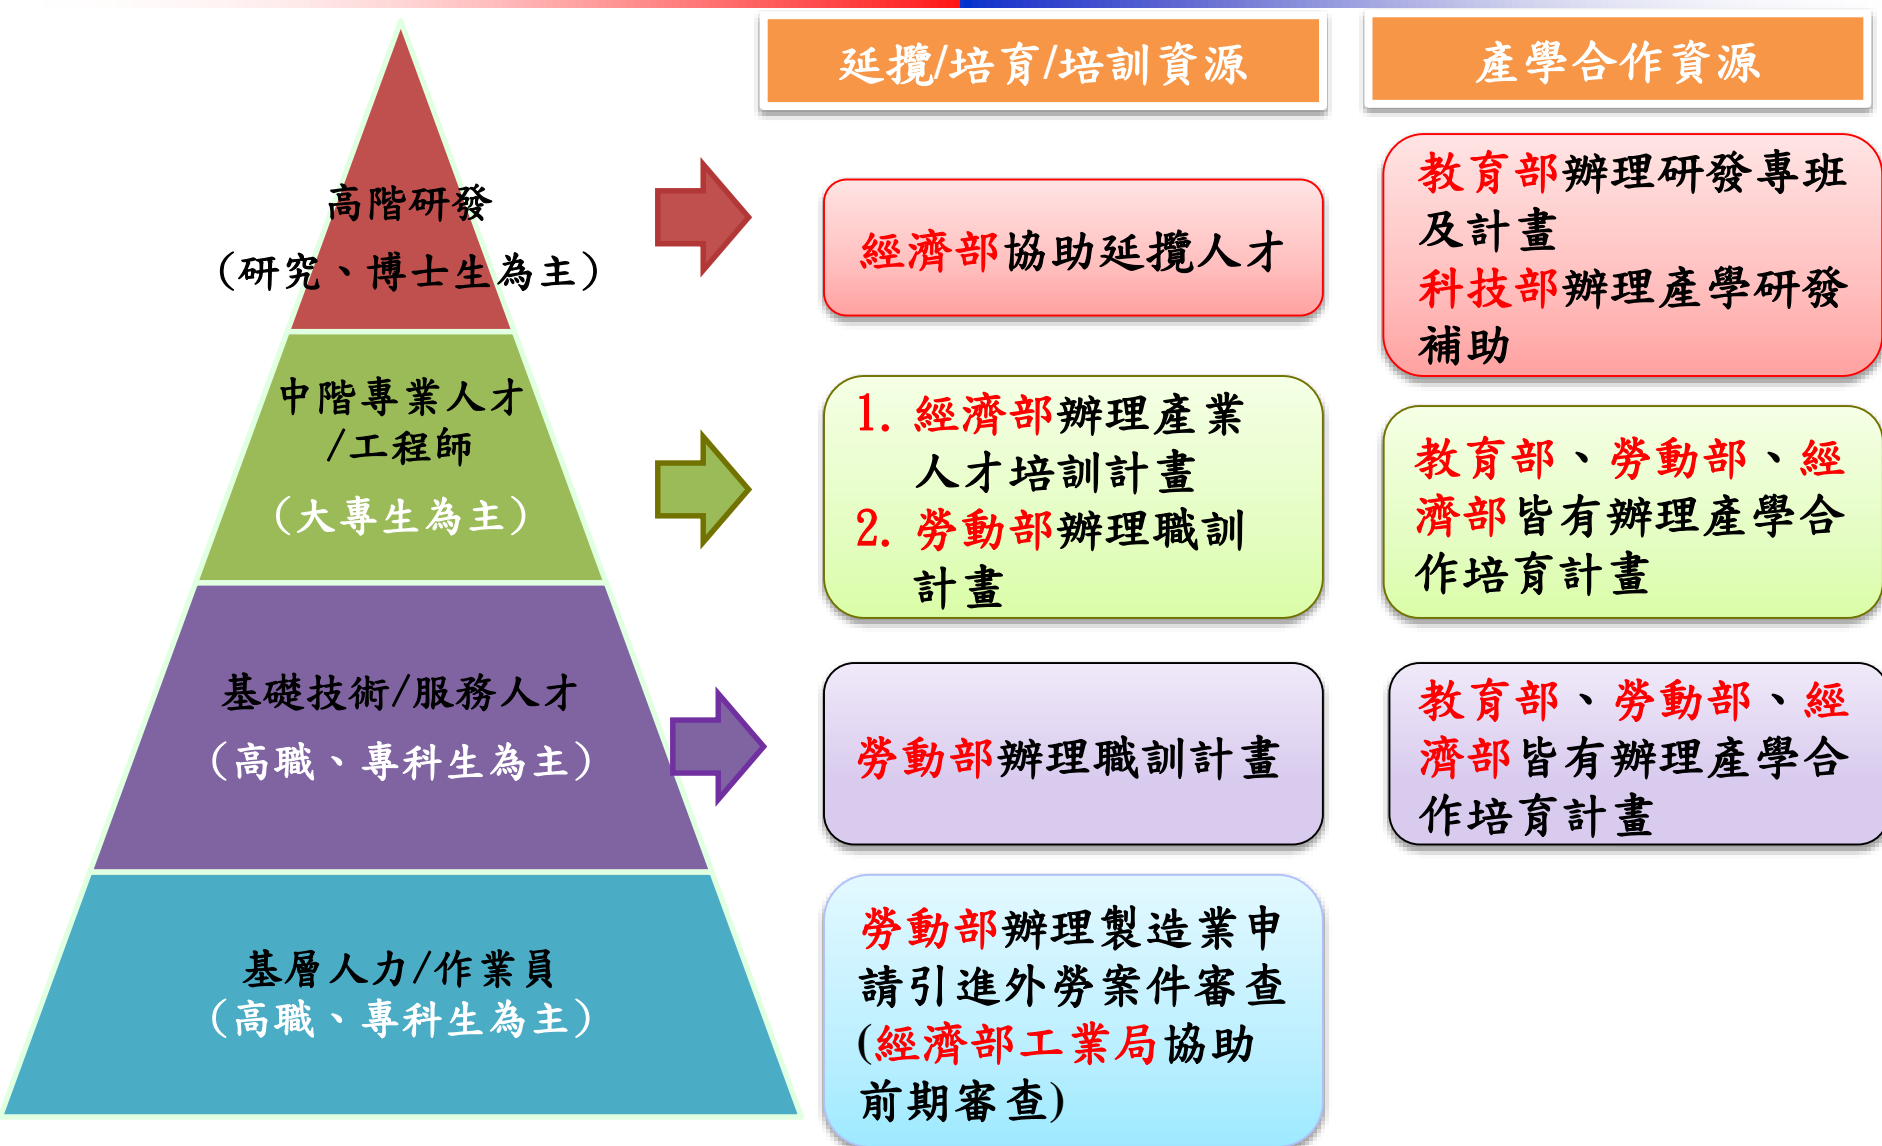 延攬/培育/培訓資源
產學合作資源
高階研發
（研究、博士生為主）
經濟部協助延攬人才
教育部辦理研發專班
及計畫
科技部辦理產學研發
補助
中階專業人才
/工程師
（大專生為主）
1. 經濟部辦理產業
人才培訓計畫
2. 勞動部辦理職訓
計畫
教育部、勞動部、經
濟部皆有辦理產學合
作培育計畫
基礎技術/服務人才
（高職、專科生為主）
勞動部辦理職訓計畫
教育部、勞動部、經
濟部皆有辦理產學合
作培育計畫
基層人力/作業員
（高職、專科生為主）
勞動部辦理製造業申
請引進外勞案件審查
(經濟部工業局協助
前期審查)